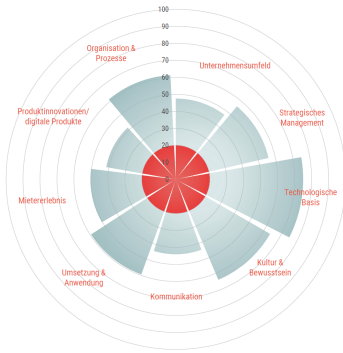 100
90
80
70
60
50
40
30
20
10
0
Organisation &
Prozesse
Unternehmensumfeld
Produktinnovationen/
digitale Produkte
Strategisches
Management
Mietererlebnis
Technologische
Basis
Umsetzung &
Anwendung
Kultur &
Bewusstsein
Kommunikation